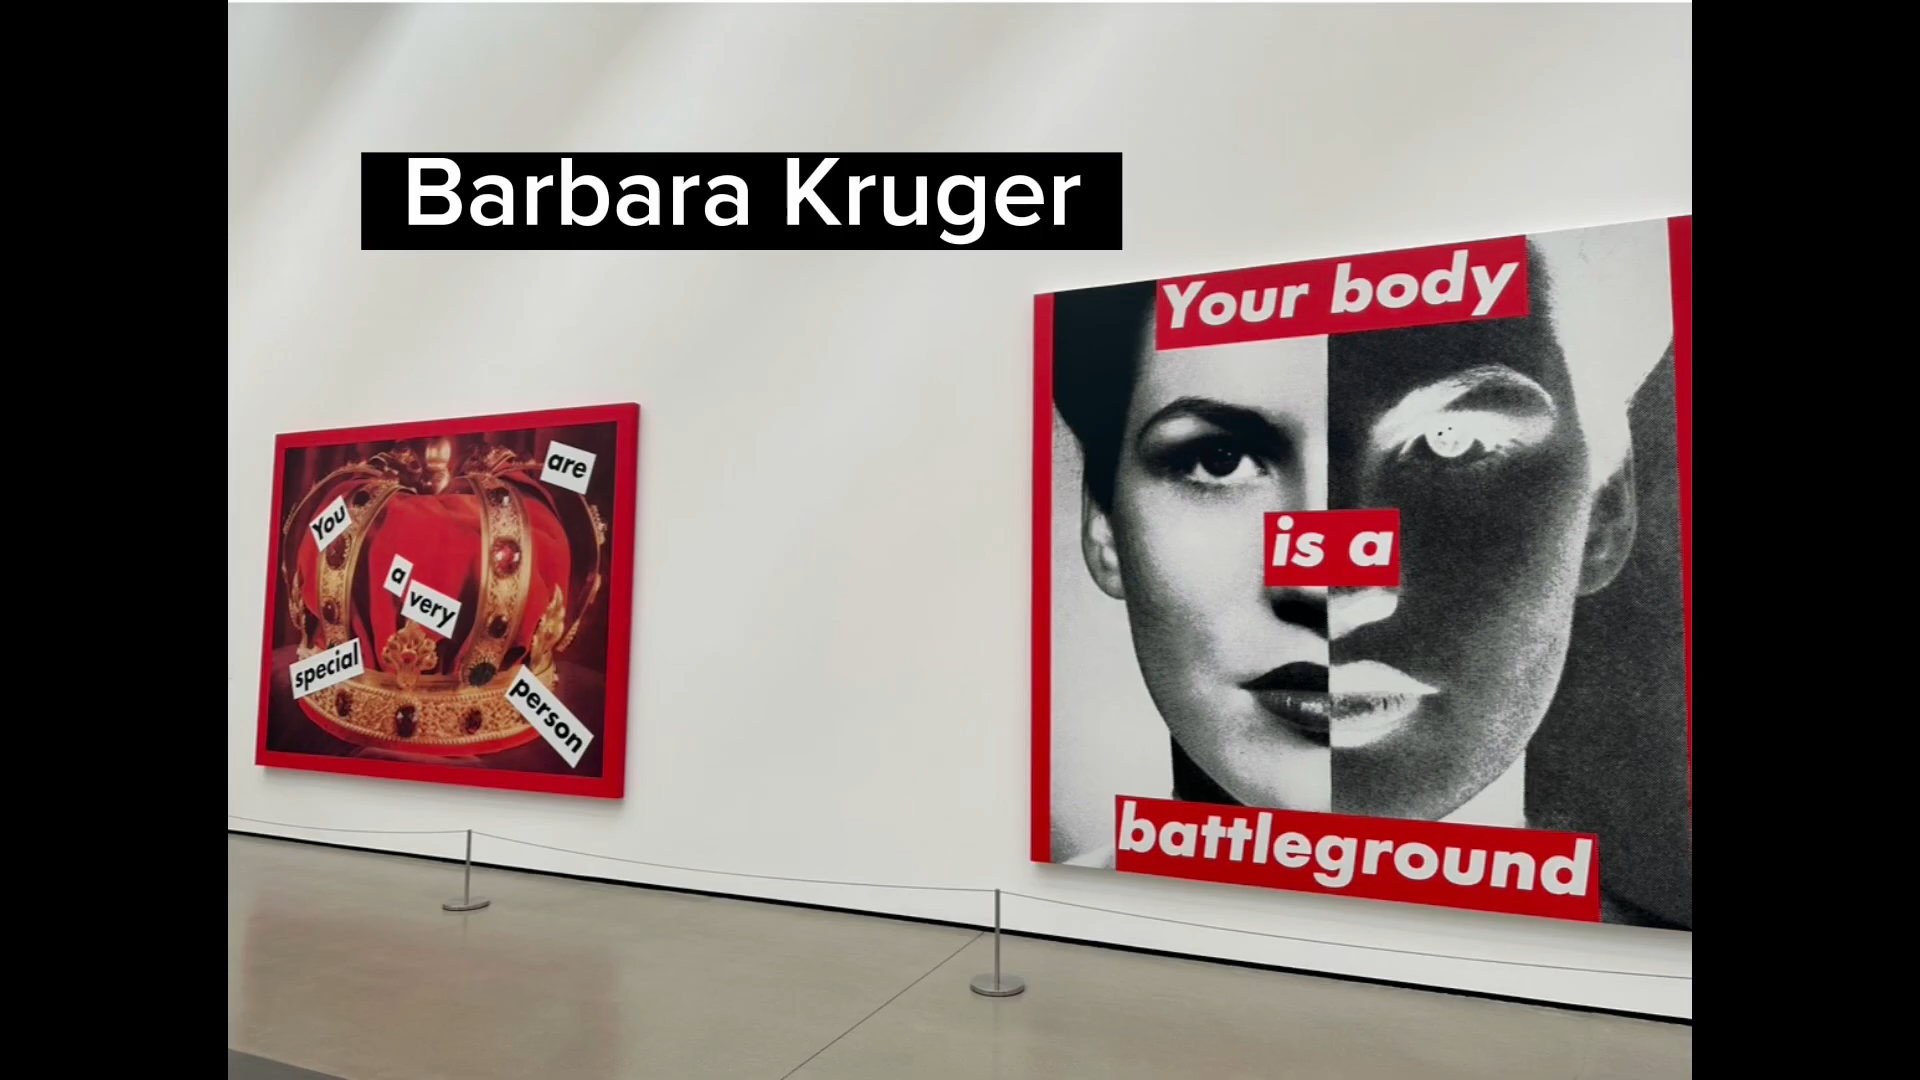 Barbara Kruger
You
are
a
very
special
person
Your body
is a
battleground